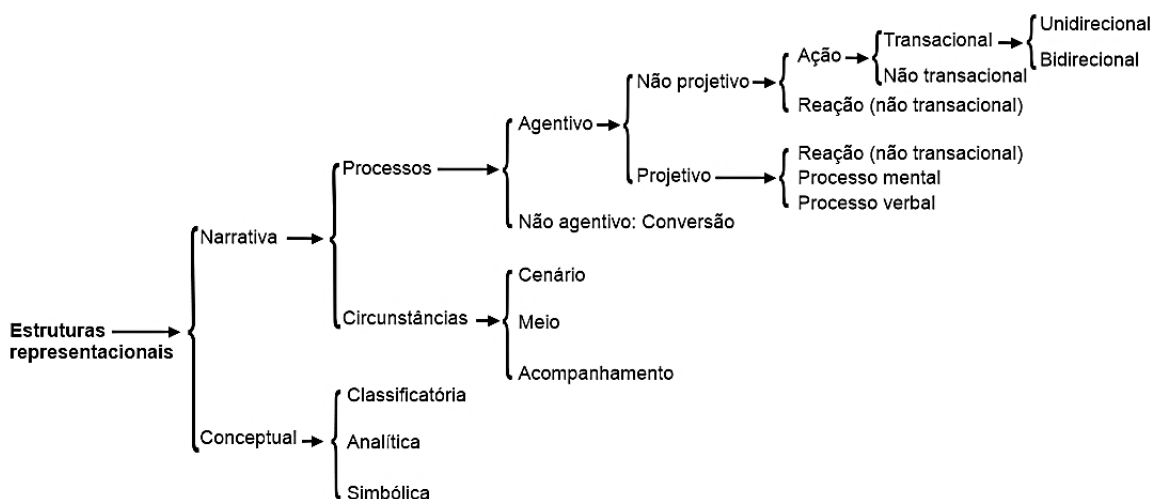 Unidirecional
Transacional
Bidirecional
Ação
Não transacional
Não projetivo
Reação (não transacional)
Agentivo
Reação (não transacional)
Projetivo
Processo mental
Processo verbal
Processos
Não agentivo: Conversão
Narrativa
Cenário
Circunstâncias
Meio
Acompanhamento
Estruturas
representacionais
Classificatória
Conceptual
Analítica
Simbólica